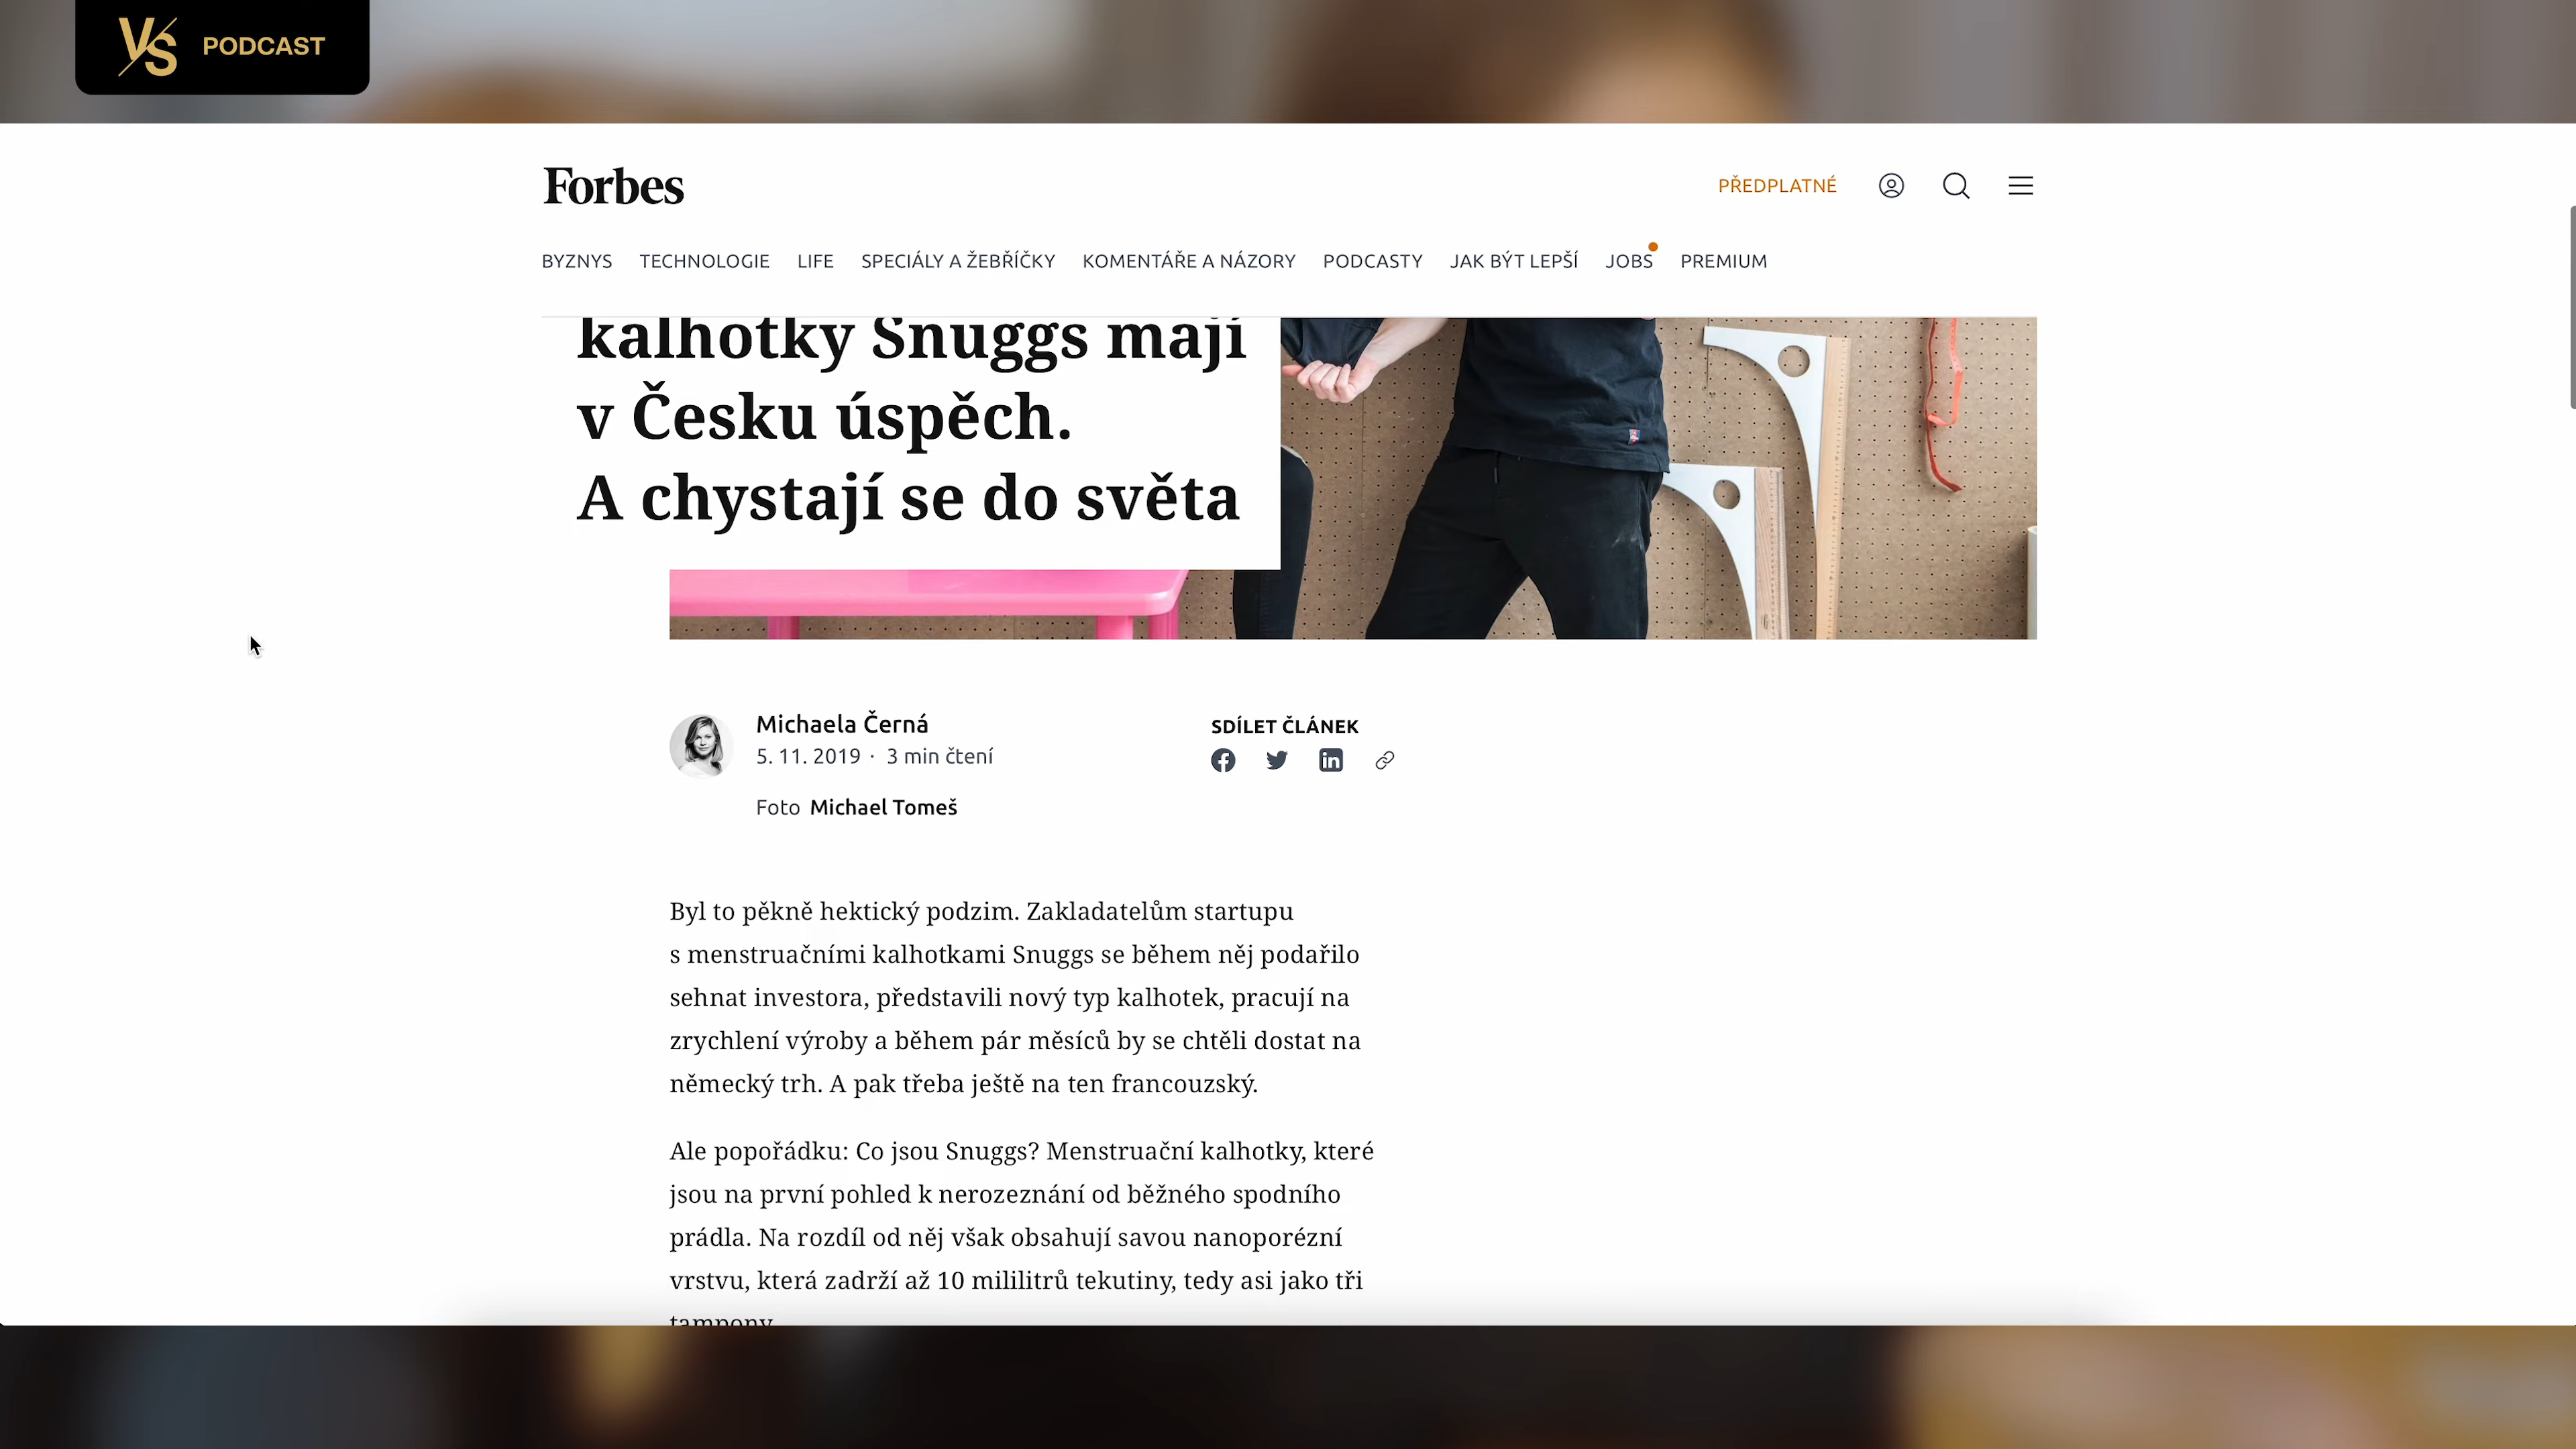 VS PODCAST
Forbes
PŘEDPLATNÉ
BYZNYS TECHNOLOGIE LIFE SPECIÁLY A ŽEBŘÍČKY KOMENTÁŘE A NÁZORY PODCASTY JAK BÝT LEPŠÍ JOBS PREMIUM
kalhotky Snuggs mají
v Česku úspěch.
A chystají se do světa
Michaela Černá
5. 11. 2019 · 3 min čtení
Foto Michael Tomeš
SDÍLET ČLÁNEK
Byl to pěkně hektický podzim. Zakladatelům startupu
s menstruačními kalhotkami Snuggs se během něj podařilo
sehnat investora, představili nový typ kalhotek, pracují na
zrychlení výroby a během pár měsíců by se chtěli dostat na
německý trh. A pak třeba ještě na ten francouzský.
Ale popořádku: Co jsou Snuggs? Menstruační kalhotky, které
jsou na první pohled k nerozeznání od běžného spodního
prádla. Na rozdíl od něj však obsahují savou nanoporézní
vrstvu, která zadrží až 10 mililitrů tekutiny, tedy asi jako tři
tampony.